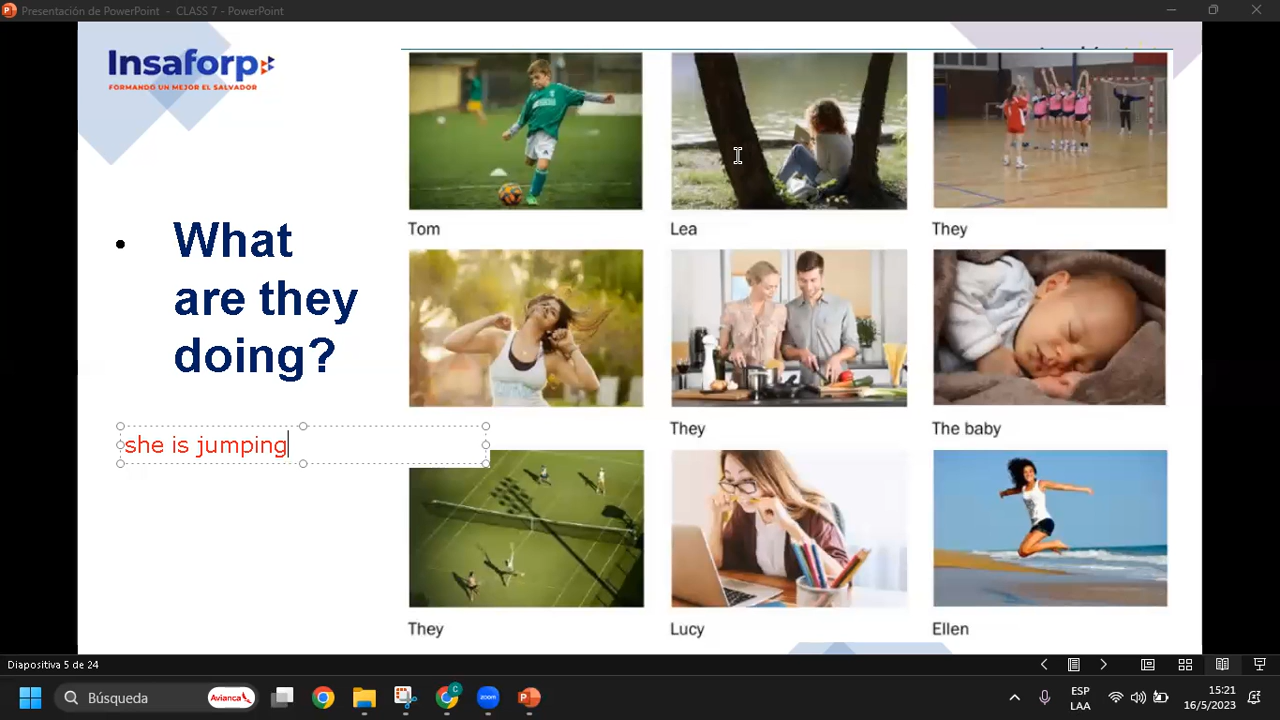 Presentación de PowerPoint - CLASS 7 - PowerPoint
Insaforp
FORMANDO UN MEJOR EL SALVADOR
• What
are they
doing?
she is jumping
Tom
Lea
They
They
The baby
They
Lucy
Ellen
Diapositiva 5 de 24
Búsqueda
Avianca
zoom
ESP
LAA
15:21
16/5/2023